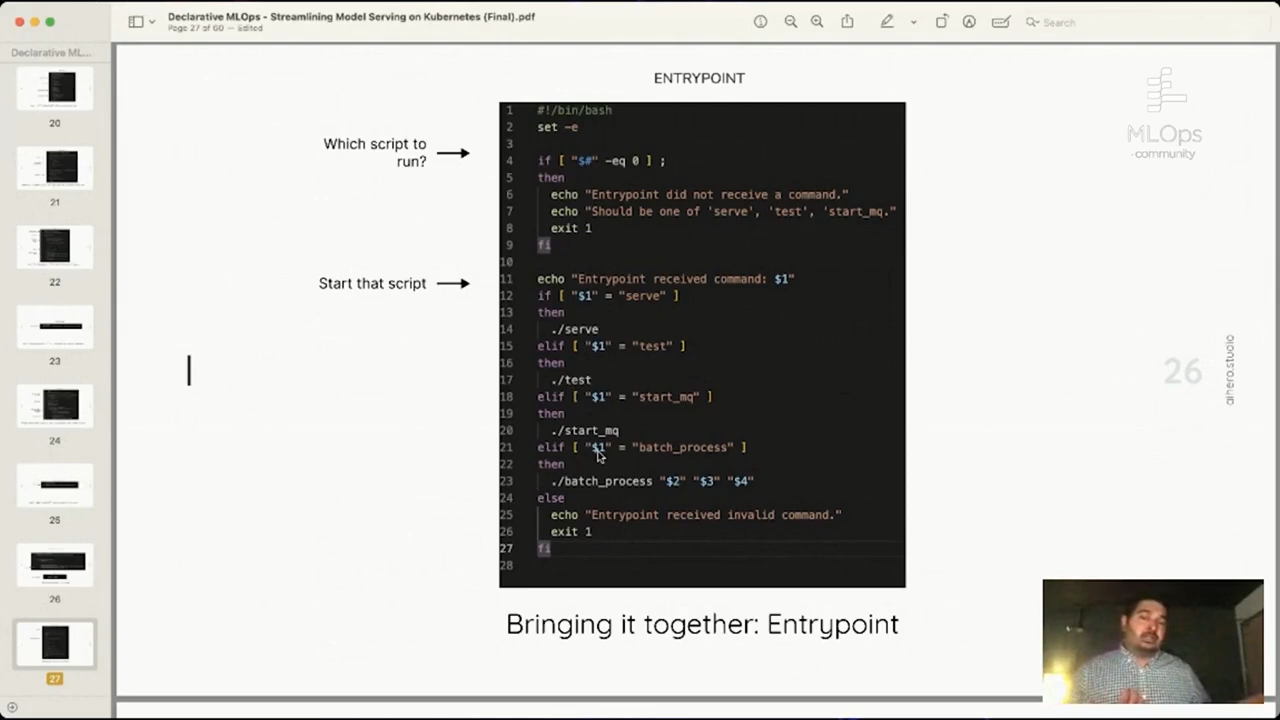 Declarative MLOps - Streamlining Model Serving on Kubernetes (Final).pdf
Page 27 of 60 — Edited
Search
Declarative ML...
20
21
22
23
24
25
26
27
ENTRYPOINT
MLOps
community
Which script to
run?
Start that script
1 #!/bin/bash
2 set -e
3
4 if [ "$#" -eq 0 ] ;
5 then
6 echo "Entrypoint did not receive a command."
7 echo "Should be one of 'serve', 'test', 'start_mq."
8 exit 1
9 fi
10
11 echo "Entrypoint received command: $1"
12 if [ "$1" = "serve" ]
13 then
14 ./serve
15 elif [ "$1" = "test" ]
16 then
17 ./test
18 elif [ "$1" = "start_mq" ]
19 then
20 ./start_mq
21 elif [ "$1" = "batch_process" ]
22 then
23 ./batch_process "$2" "$3" "$4"
24 else
25 echo "Entrypoint received invalid command."
26 exit 1
27 fi
28
26
aihero.studio
Bringing it together: Entrypoint